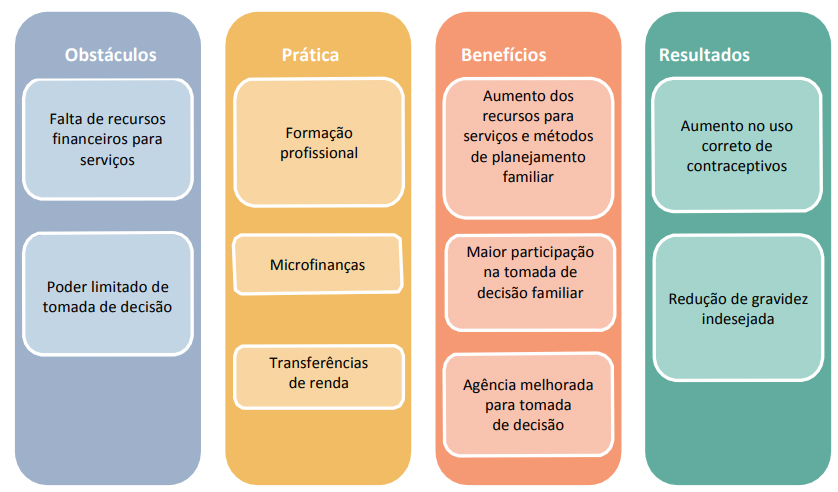 Obstáculos
Falta de recursos
financeiros para
serviços
Poder limitado de
tomada de decisão
Prática
Formação
profissional
Microfinanças
Transferências
de renda
Benefícios
Aumento dos
recursos para
serviços e métodos
de planejamento
familiar
Maior participação
na tomada de
decisão familiar
Agência melhorada
para tomada
de decisão
Resultados
Aumento no uso
correto de
contraceptivos
Redução de gravidez
indesejada